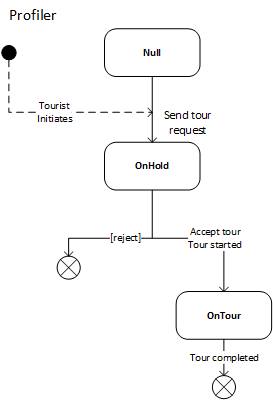 Profiler
Null
Tourist
Initiates
Send tour
request
OnHold
[reject]
Accept tour
Tour started
OnTour
Tour completed